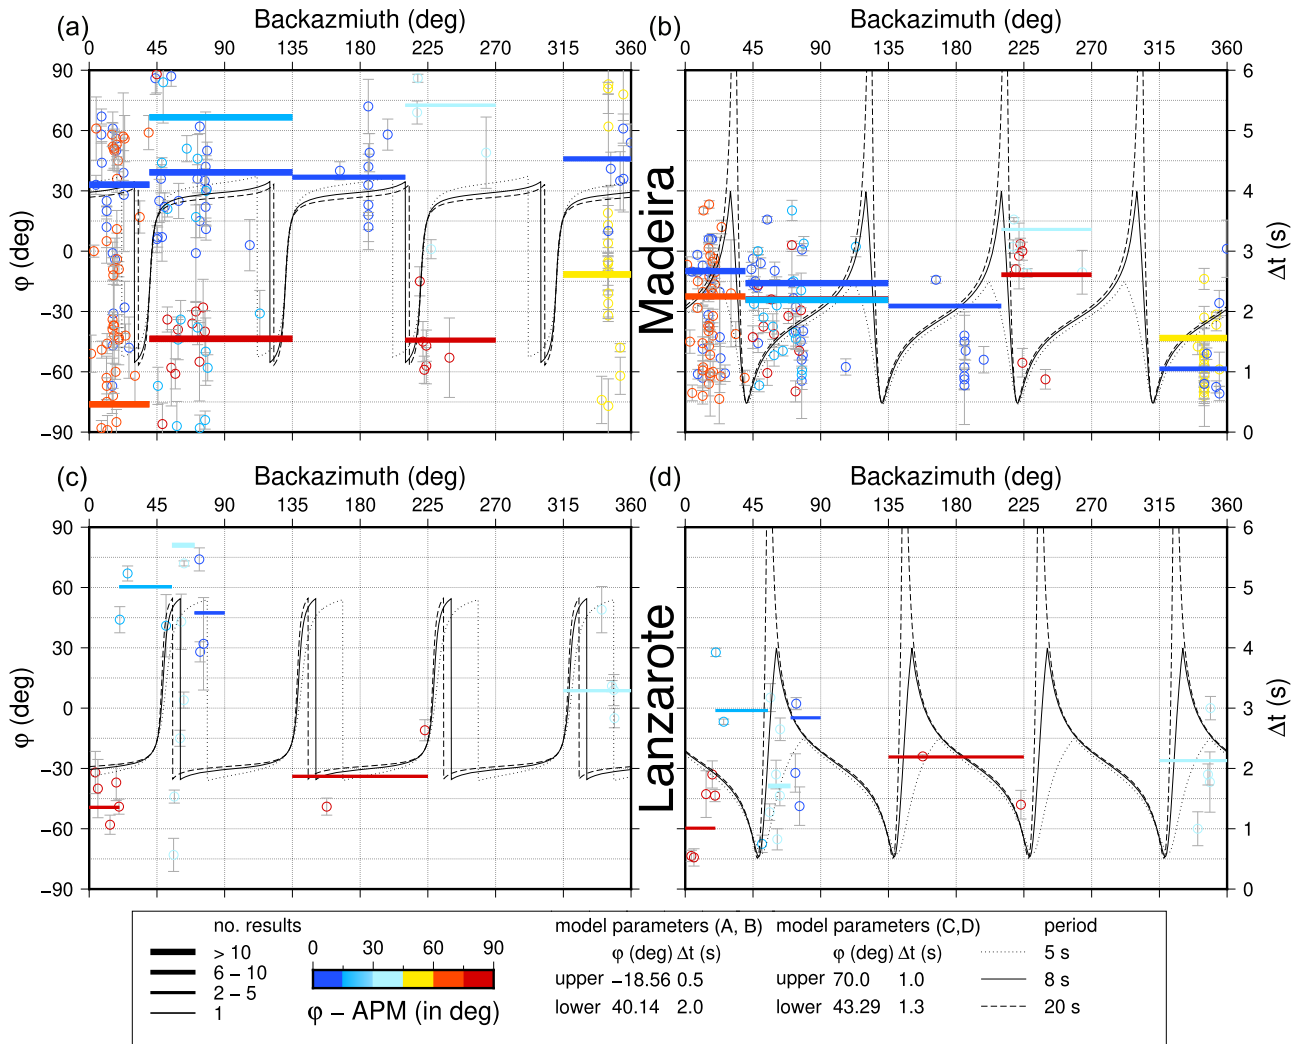 (a) Backazmiuth (deg) (b) Backazimuth (deg)
0 45 90 135 180 225 270 315 360 0 45 90 135 180 225 270 315 360
90 6
60 5
30 4
0 3
−30 2
−60 1
−90 0
φ (deg) Madeira Δt (s)
(c) Backazimuth (deg) (d) Backazimuth (deg)
0 45 90 135 180 225 270 315 360 0 45 90 135 180 225 270 315 360
90 6
60 5
30 4
0 3
−30 2
−60 1
−90 0
φ (deg) Lanzarote Δt (s)
no. results model parameters (A, B) model parameters (C,D) period
> 10 0 30 60 90 φ (deg) Δt (s) φ (deg) Δt (s) 5 s
6 − 10 upper −18.56 0.5 upper 70.0 1.0 8 s
2 − 5 lower 40.14 2.0 lower 43.29 1.3 20 s
1 φ − APM (in deg)